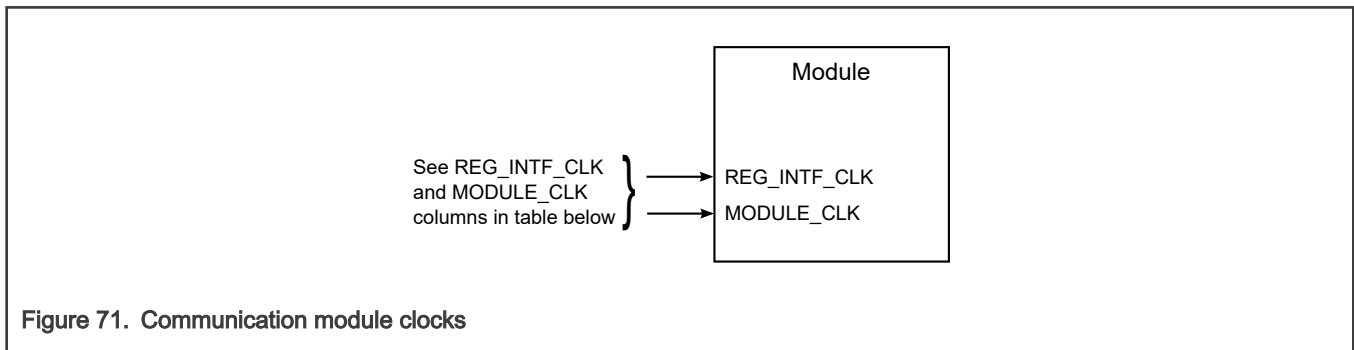 Module
See REG_INTF_CLK
and MODULE_CLK
columns in table below
REG_INTF_CLK
MODULE_CLK
Figure 71. Communication module clocks